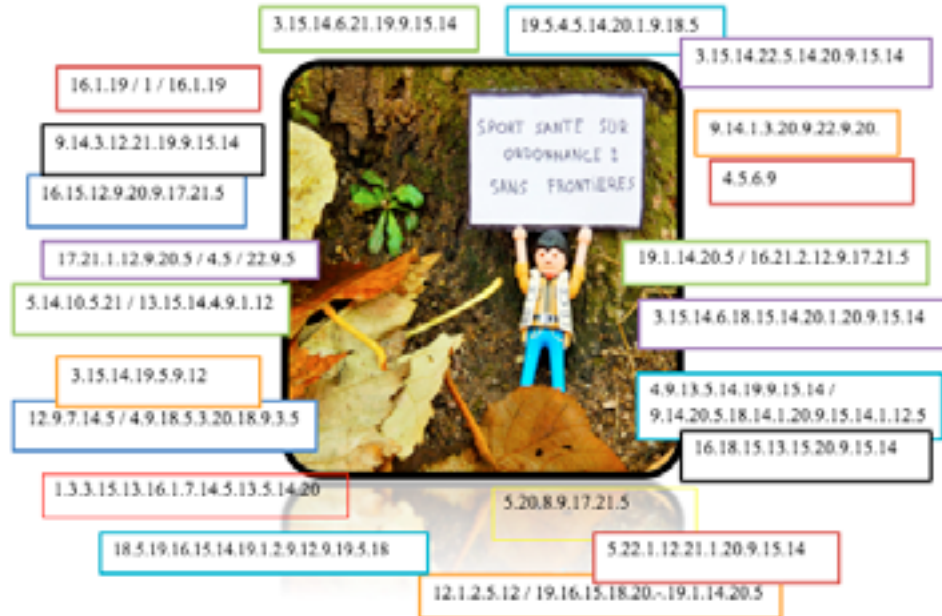 3.15.14.6.21.19.9.15.14
19.5.4.5.14.20.1.9.18.5
3.15.14.22.5.14.20.9.15.14
16.1.19 / 1 / 16.1.19
9.14.3.12.21.19.9.15.14
9.14.1.3.20.9.22.9.20.
4.5.6.9
16.15.12.9.20.9.17.21.5
SPORT SANTE SUR
ORDONNANCE :
SANS FRONTIERES
17.21.1.12.9.20.5 / 4.5 / 22.9.5
19.1.14.20.5 / 16.21.2.12.9.17.21.5
5.14.10.5.21 / 13.15.14.4.9.1.12
3.15.14.6.18.15.14.20.1.20.9.15.14
3.15.14.19.5.9.12
4.9.13.5.14.19.9.15.14 /
9.14.20.5.18.14.1.20.9.15.14.1.12.5
12.9.7.14.5 / 4.9.18.5.3.20.18.9.3.5
16.18.15.13.15.20.9.15.14
1.3.3.15.13.16.1.7.14.5.13.5.14.20
5.20.8.9.17.21.5
18.5.19.16.15.14.19.1.2.9.12.9.19.5.18
5.22.1.12.21.1.20.9.15.14
12.1.2.5.12 / 19.16.15.18.20.-.19.1.14.20.5